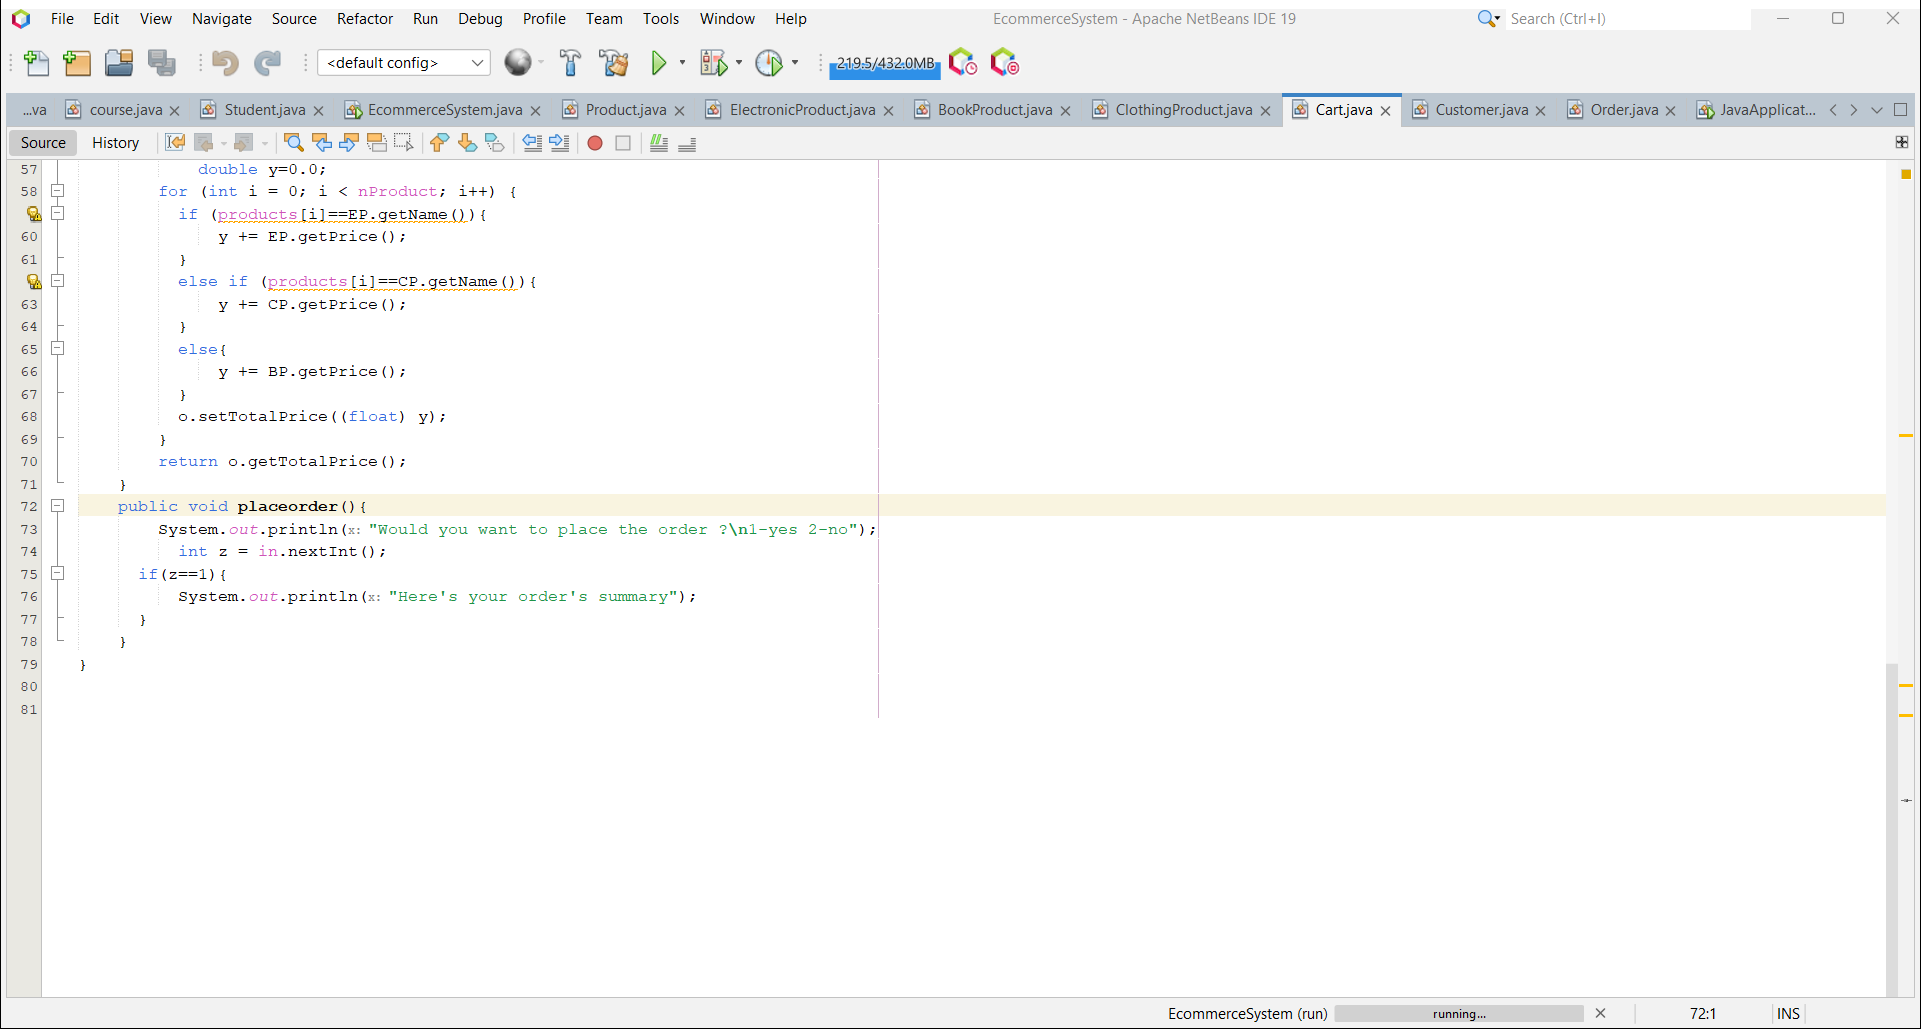 File Edit View Navigate Source Refactor Run Debug Profile Team Tools Window Help EcommerceSystem - Apache NetBeans IDE 19 Search (Ctrl+I)
<default config> 219.5/432.0MB
...va course.java Student.java EcommerceSystem.java Product.java ElectronicProduct.java BookProduct.java ClothingProduct.java Cart.java Customer.java Order.java JavaApplicat...
Source History
57 double y=0.0;
58 for (int i = 0; i < nProduct; i++) {
if (products[i]==EP.getName()){
60 y += EP.getPrice();
61 }
else if (products[i]==CP.getName()){
63 y += CP.getPrice();
64 }
65 else{
66 y += BP.getPrice();
67 }
68 o.setTotalPrice((float) y);
69 }
70 return o.getTotalPrice();
71 }
72 public void placeorder(){
73 System.out.println(x: "Would you want to place the order ?\n1-yes 2-no");
74 int z = in.nextInt();
75 if(z==1){
76 System.out.println(x: "Here's your order's summary");
77 }
78 }
79 }
80
81
EcommerceSystem (run) running... 72:1 INS